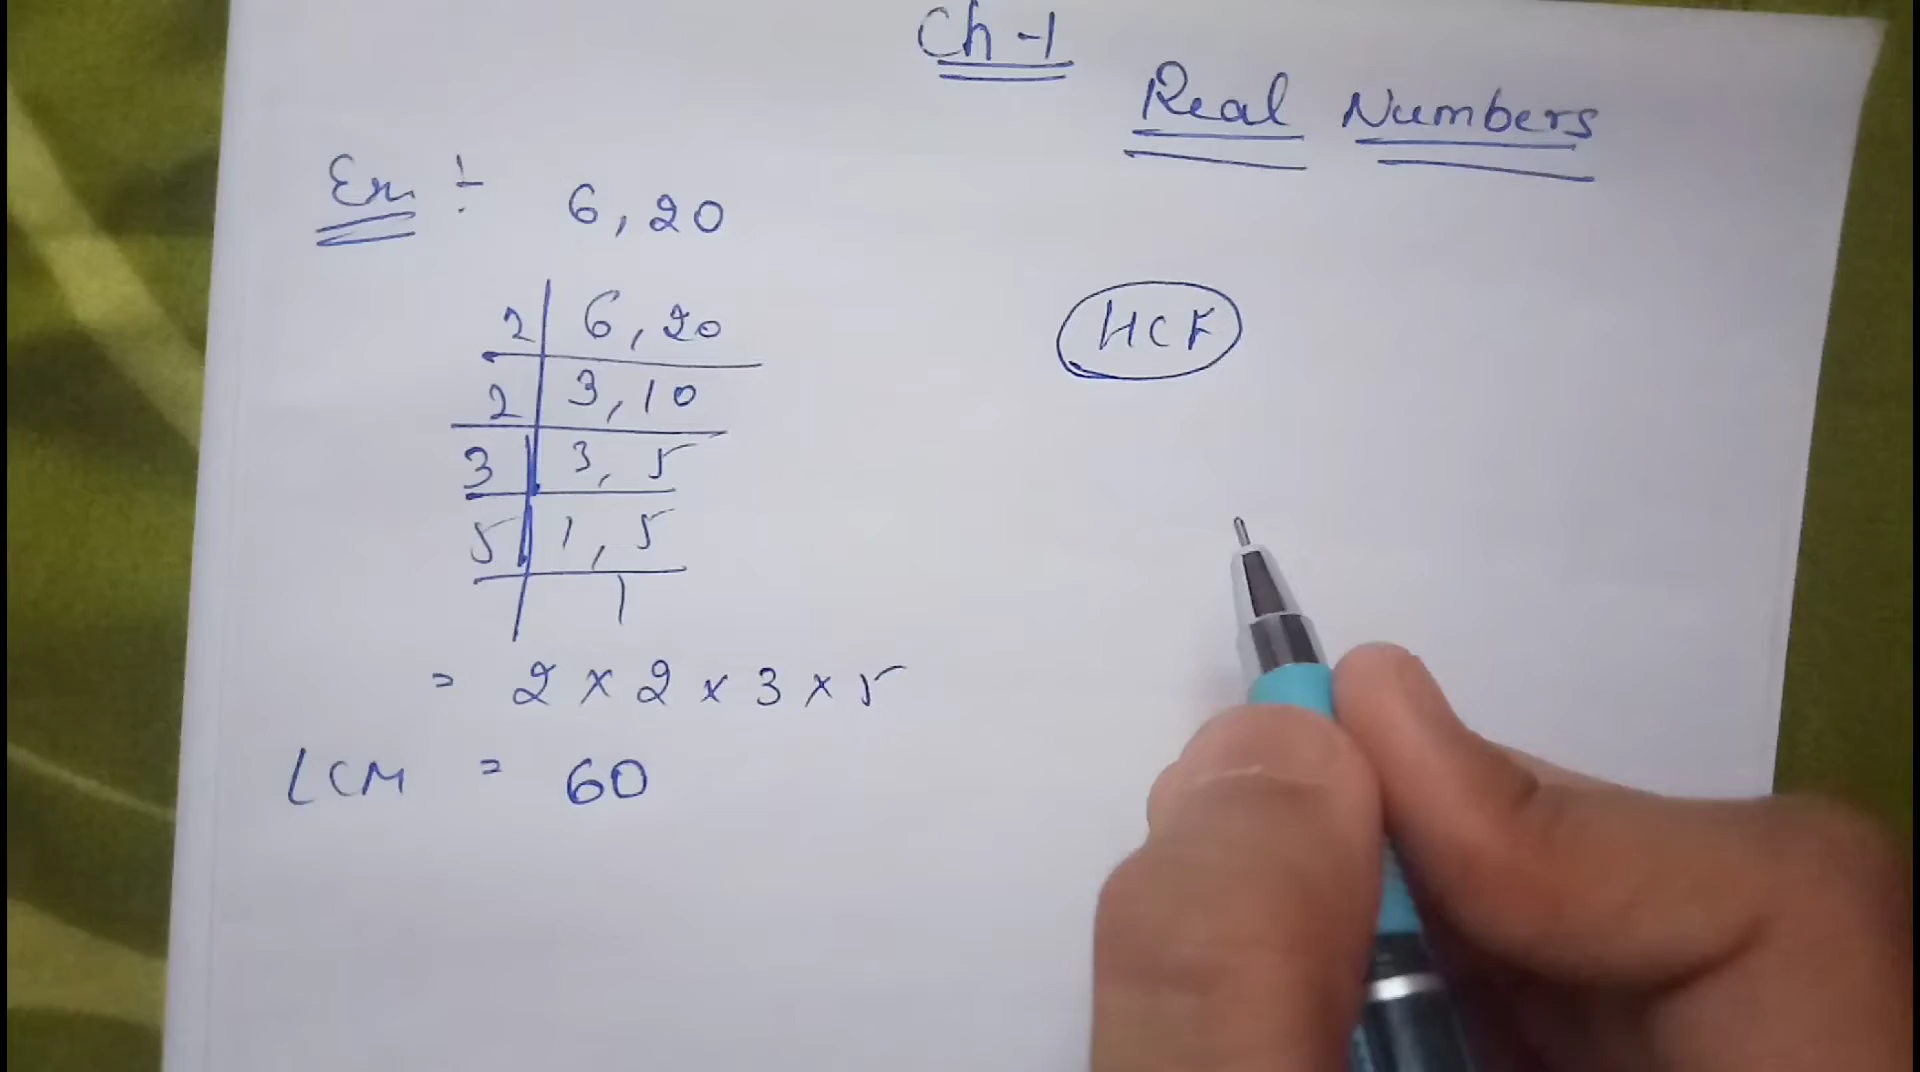 Ch-1
Real Numbers
Ex ÷ 6, 20
2 | 6, 20
2 | 3, 10
3 | 3, 5
5 | 1, 5
1
= 2 × 2 × 3 × 5
LCM = 60
HCF